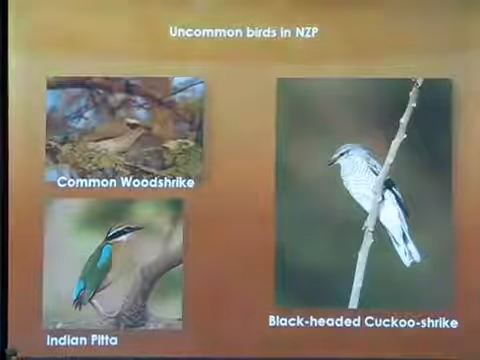 Uncommon birds in NZP
Common Woodshrike
Indian Pitta
Black-headed Cuckoo-shrike